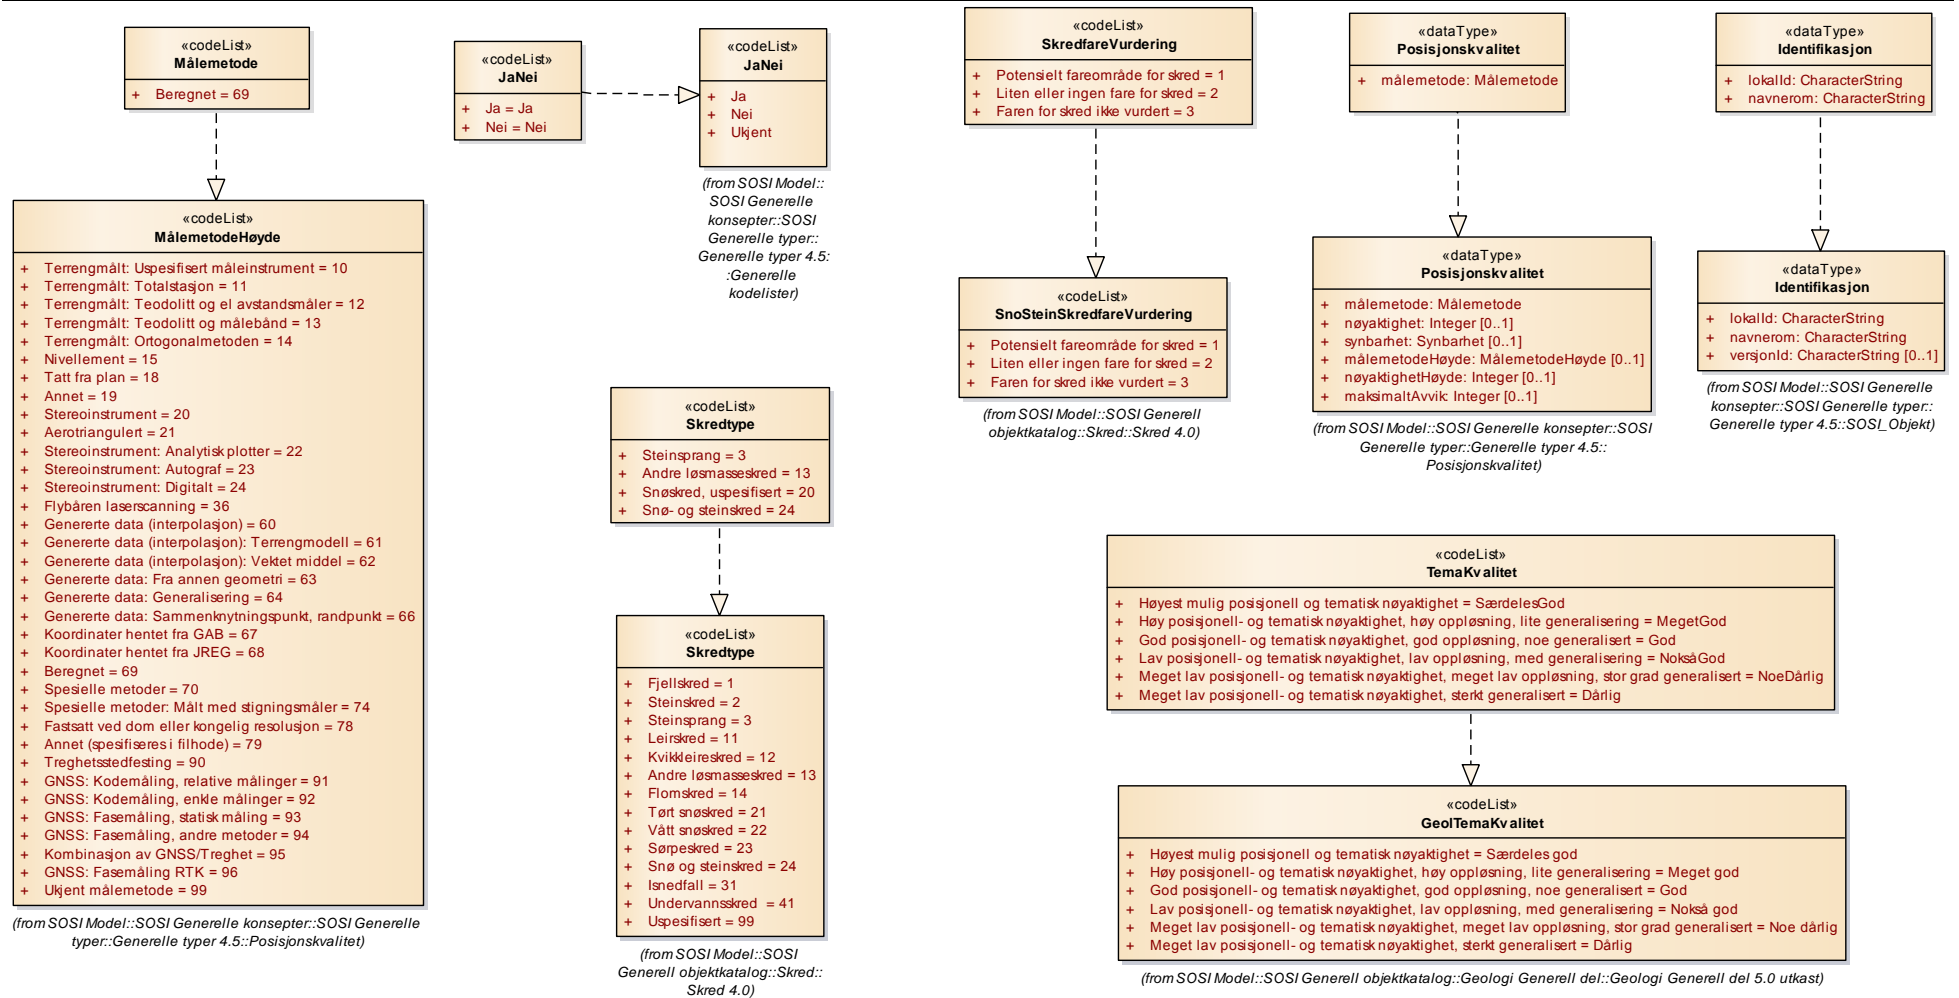 «codeList»
Målemetode
+ Beregnet = 69
«codeList»
MålemetodeHøyde
+ Terrengmålt: Uspesifisert måleinstrument = 10
+ Terrengmålt: Totalstasjon = 11
+ Terrengmålt: Teodolitt og el avstandsmåler = 12
+ Terrengmålt: Teodolitt og målebånd = 13
+ Terrengmålt: Ortogonalmetoden = 14
+ Nivellement = 15
+ Tatt fra plan = 18
+ Annet = 19
+ Stereoinstrument = 20
+ Aerotriangulert = 21
+ Stereoinstrument: Analytisk plotter = 22
+ Stereoinstrument: Autograf = 23
+ Stereoinstrument: Digitalt = 24
+ Flybåren laserscanning = 36
+ Genererte data (interpolasjon) = 60
+ Genererte data (interpolasjon): Terrengmodell = 61
+ Genererte data (interpolasjon): Vektet middel = 62
+ Genererte data: Fra annen geometri = 63
+ Genererte data: Generalisering = 64
+ Genererte data: Sammenknytningspunkt, randpunkt = 66
+ Koordinater hentet fra GAB = 67
+ Koordinater hentet fra JREG = 68
+ Beregnet = 69
+ Spesielle metoder = 70
+ Spesielle metoder: Målt med stigningsmåler = 74
+ Fastsatt ved dom eller kongelig resolusjon = 78
+ Annet (spesifiseres i filhode) = 79
+ Treghetsstedfesting = 90
+ GNSS: Kodemåling, relative målinger = 91
+ GNSS: Kodemåling, enkle målinger = 92
+ GNSS: Fasemåling, statisk måling = 93
+ GNSS: Fasemåling, andre metoder = 94
+ Kombinasjon av GNSS/Treghet = 95
+ GNSS: Fasemåling RTK = 96
+ Ukjent målemetode = 99
(from SOSI Model::SOSI Generelle konsepter::SOSI Generelle
typer::Generelle typer 4.5::Posisjonskvalitet)
«codeList»
JaNei
+ Ja = Ja
+ Nei = Nei
«codeList»
JaNei
+ Ja
+ Nei
+ Ukjent
(from SOSI Model::
SOSI Generelle
konsepter::SOSI
Generelle typer::
Generelle typer 4.5:
:Generelle
kodelister)
«codeList»
Skredtype
+ Steinsprang = 3
+ Andre løsmasseskred = 13
+ Snøskred, uspesifisert = 20
+ Snø- og steinskred = 24
«codeList»
Skredtype
+ Fjellskred = 1
+ Steinskred = 2
+ Steinsprang = 3
+ Leirskred = 11
+ Kvikkleireskred = 12
+ Andre løsmasseskred = 13
+ Flomskred = 14
+ Tørt snøskred = 21
+ Vått snøskred = 22
+ Sørpeskred = 23
+ Snø og steinskred = 24
+ Isnedfall = 31
+ Undervannsskred = 41
+ Uspesifisert = 99
(from SOSI Model::SOSI
Generell objektkatalog::Skred::
Skred 4.0)
«codeList»
SkredfareVurdering
+ Potensielt fareområde for skred = 1
+ Liten eller ingen fare for skred = 2
+ Faren for skred ikke vurdert = 3
«codeList»
SnoSteinSkredfareVurdering
+ Potensielt fareområde for skred = 1
+ Liten eller ingen fare for skred = 2
+ Faren for skred ikke vurdert = 3
(from SOSI Model::SOSI Generell
objektkatalog::Skred::Skred 4.0)
«dataType»
Posisjonskvalitet
+ målemetode: Målemetode
«dataType»
Posisjonskvalitet
+ målemetode: Målemetode
+ nøyaktighet: Integer [0..1]
+ synbarhet: Synbarhet [0..1]
+ målemetodeHøyde: MålemetodeHøyde [0..1]
+ nøyaktighetHøyde: Integer [0..1]
+ maksimaltAvvik: Integer [0..1]
(from SOSI Model::SOSI Generelle konsepter::SOSI
Generelle typer::Generelle typer 4.5::
Posisjonskvalitet)
«dataType»
Identifikasjon
+ lokalId: CharacterString
+ navnerom: CharacterString
«dataType»
Identifikasjon
+ lokalId: CharacterString
+ navnerom: CharacterString
+ versjonId: CharacterString [0..1]
(from SOSI Model::SOSI Generelle
konsepter::SOSI Generelle typer::
Generelle typer 4.5::SOSI_Objekt)
«codeList»
TemaKvalitet
+ Høyest mulig posisjonell og tematisk nøyaktighet = SærdelesGod
+ Høy posisjonell- og tematisk nøyaktighet, høy oppløsning, lite generalisering = MegetGod
+ God posisjonell- og tematisk nøyaktighet, god oppløsning, noe generalisert = God
+ Lav posisjonell- og tematisk nøyaktighet, lav oppløsning, med generalisering = NoksåGod
+ Meget lav posisjonell- og tematisk nøyaktighet, meget lav oppløsning, stor grad generalisert = NoeDårlig
+ Meget lav posisjonell- og tematisk nøyaktighet, sterkt generalisert = Dårlig
«codeList»
GeolTemaKvalitet
+ Høyest mulig posisjonell og tematisk nøyaktighet = Særdeles god
+ Høy posisjonell- og tematisk nøyaktighet, høy oppløsning, lite generalisering = Meget god
+ God posisjonell- og tematisk nøyaktighet, god oppløsning, noe generalisert = God
+ Lav posisjonell- og tematisk nøyaktighet, lav oppløsning, med generalisering = Nokså god
+ Meget lav posisjonell- og tematisk nøyaktighet, meget lav oppløsning, stor grad generalisert = Noe dårlig
+ Meget lav posisjonell- og tematisk nøyaktighet, sterkt generalisert = Dårlig
(from SOSI Model::SOSI Generell objektkatalog::Geologi Generell del::Geologi Generell del 5.0 utkast)